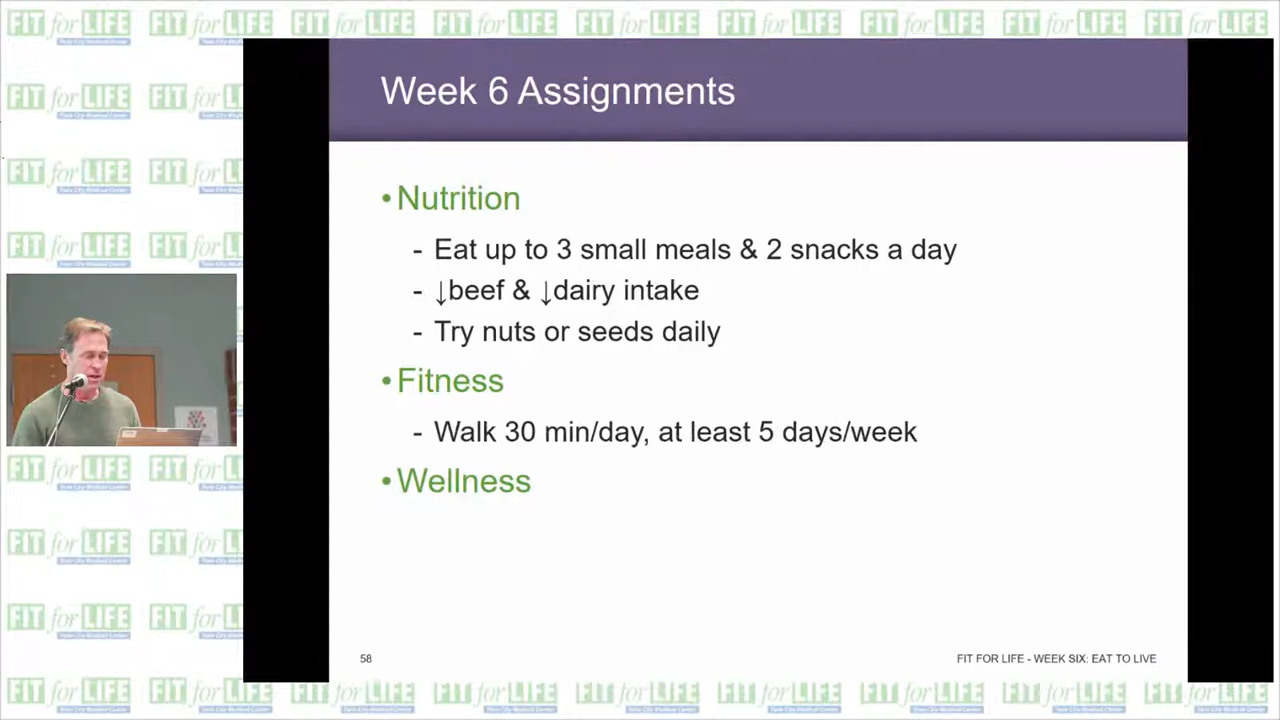 Week 6 Assignments
•Nutrition
- Eat up to 3 small meals & 2 snacks a day
- ↓beef & ↓dairy intake
- Try nuts or seeds daily
•Fitness
- Walk 30 min/day, at least 5 days/week
•Wellness
58
FIT FOR LIFE - WEEK SIX: EAT TO LIVE
FIT for LIFE